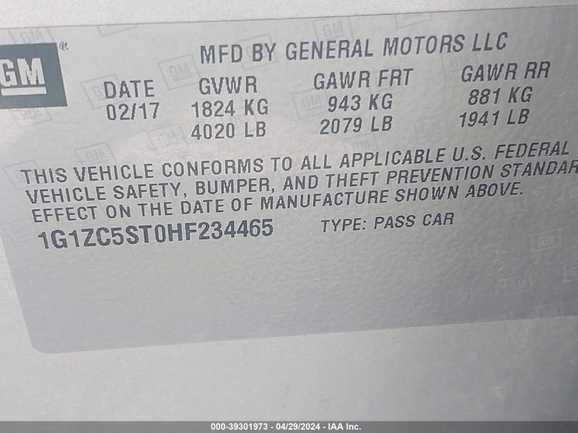 GM ®
MFD BY GENERAL MOTORS LLC
DATE GVWR GAWR FRT GAWR RR
02/17 1824 KG 943 KG 881 KG
4020 LB 2079 LB 1941 LB
THIS VEHICLE CONFORMS TO ALL APPLICABLE U.S. FEDERAL
VEHICLE SAFETY, BUMPER, AND THEFT PREVENTION STANDAR
EFFECT ON THE DATE OF MANUFACTURE SHOWN ABOVE.
1G1ZC5ST0HF234465 TYPE: PASS CAR
000-39301973 - 04/29/2024 - IAA Inc.